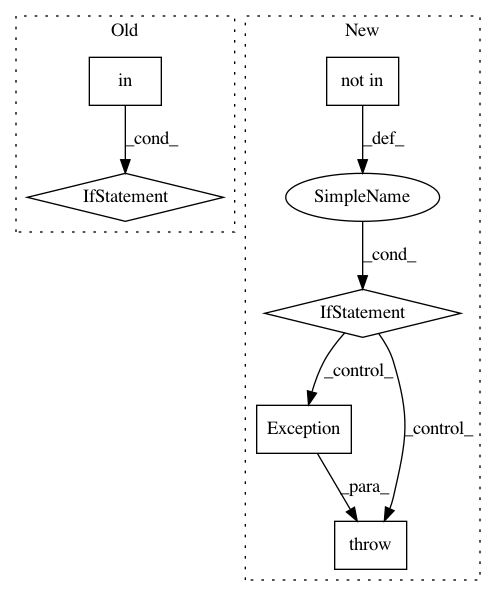 Old
in
_cond_
IfStatement
New
not in
_def_
SimpleName
_cond_
IfStatement
_control_
_control_
Exception
_para_
throw